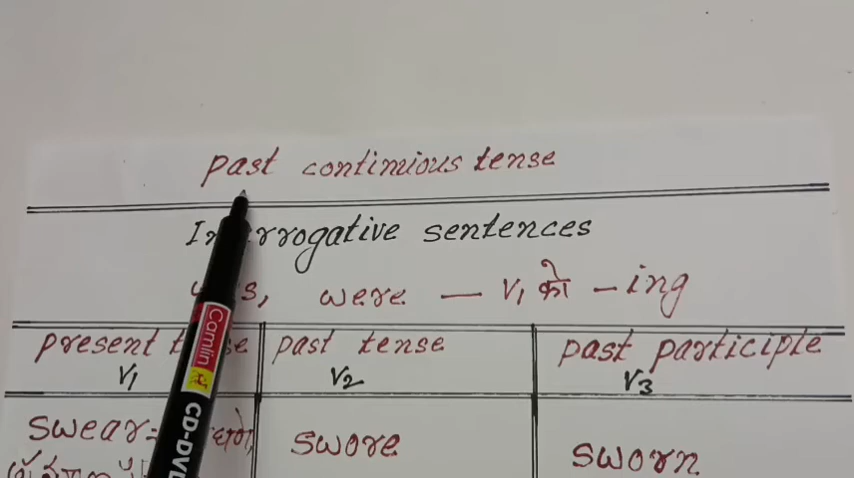 past continious tense
Interrogative sentences
were — V₁ को – ing
present past tense past participle
V1 V2 V3
swear= swore sworn
Camlin
CD-DVD